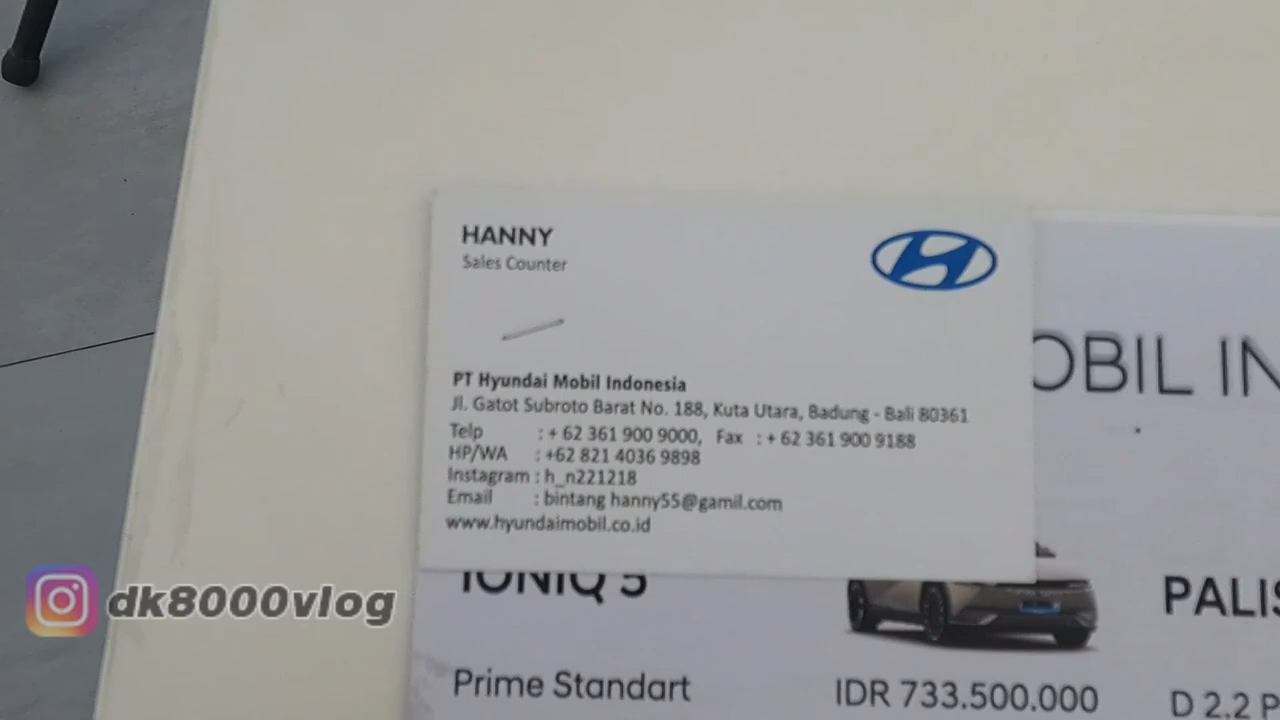 HANNY
Sales Counter
PT Hyundai Mobil Indonesia
Jl. Gatot Subroto Barat No. 188, Kuta Utara, Badung - Bali 80361
Telp : + 62 361 900 9000, Fax : + 62 361 900 9188
HP/WA : +62 821 4036 9898
Instagram : h_n221218
Email : bintang hanny55@gamil.com
www.hyundaimobil.co.id
OBIL IN
IONIQ 5
PALIS
Prime Standart IDR 733.500.000
D 2.2 P
dk8000vlog